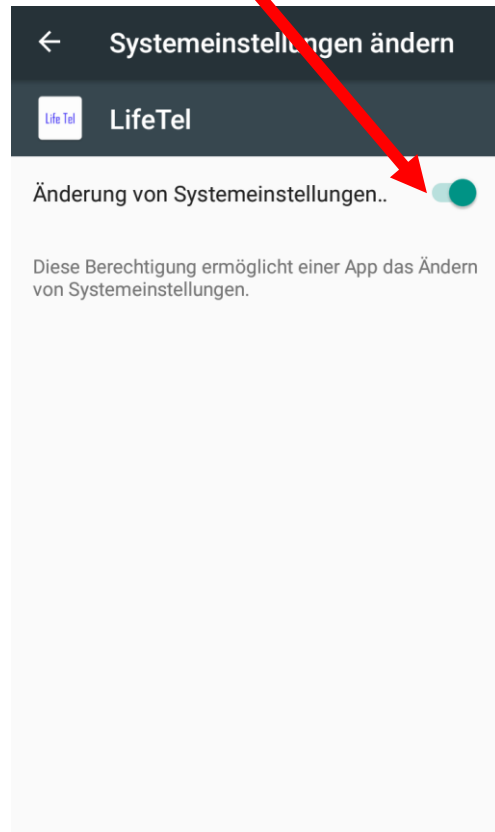 Systemeinstellungen ändern
Life Tel
LifeTel
Änderung von Systemeinstellungen..
Diese Berechtigung ermöglicht einer App das Ändern
von Systemeinstellungen.